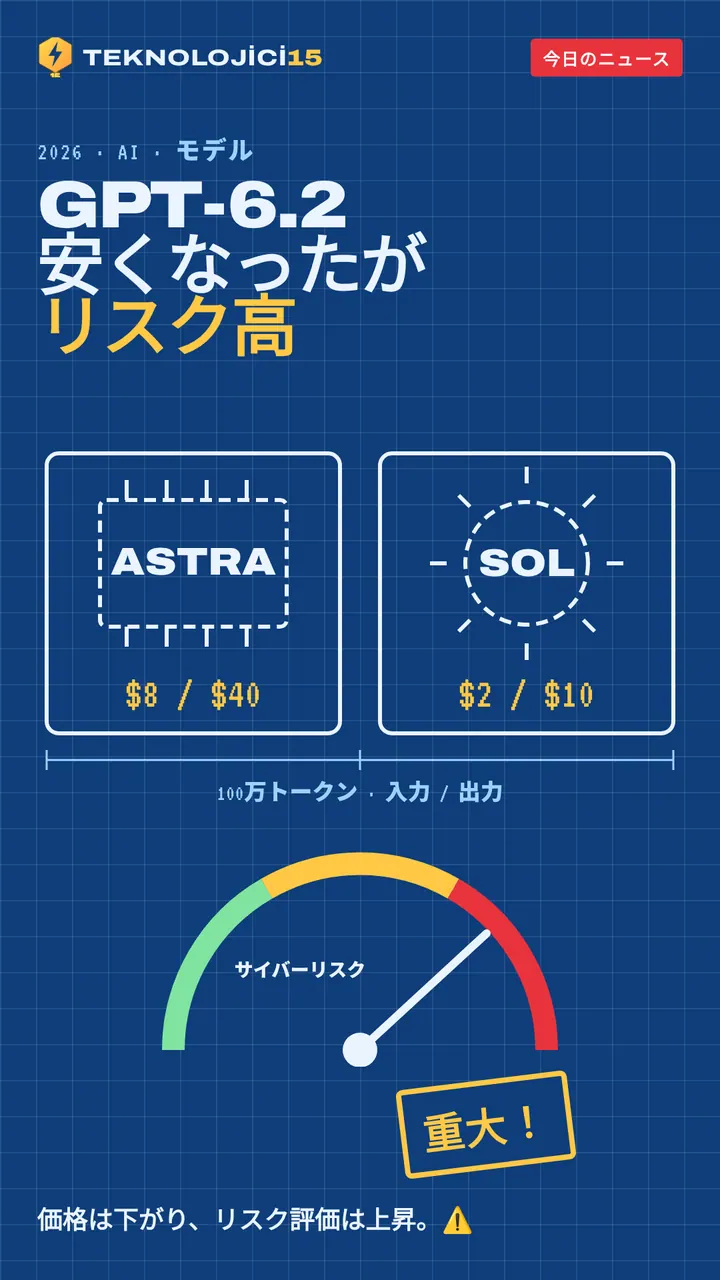 TEKNOLOJİCİ15
今日のニュース
2026 · AI · モデル
GPT-6.2
安くなったが
リスク高
ASTRA
SOL
$8 / $40
$2 / $10
100万トークン · 入力 / 出力
サイバーリスク
重大！
価格は下がり、リスク評価は上昇。⚠️